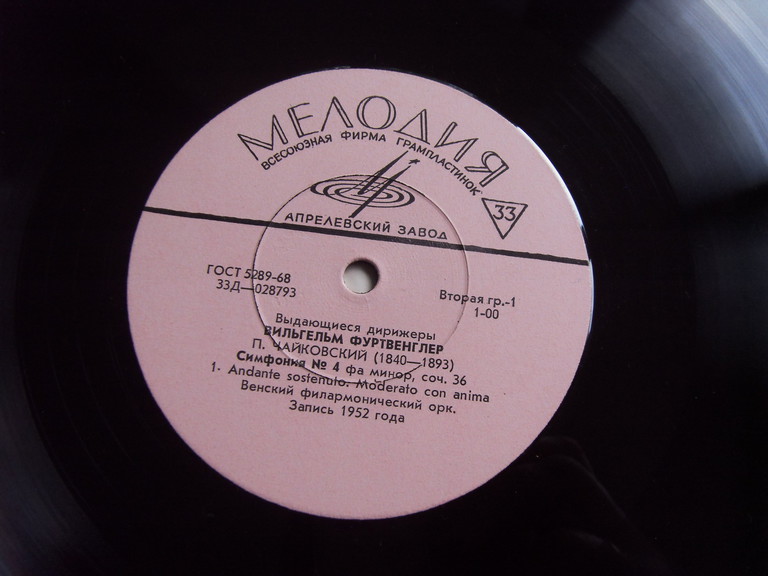 МЕЛОДИЯ
ВСЕСОЮЗНАЯ ФИРМА ГРАМПЛАСТИНОК
33
АПРЕЛЕВСКИЙ ЗАВОД
ГОСТ 5289-68
33Д—028793
Вторая гр.-1
1-00
Выдающиеся дирижеры
ВИЛЬГЕЛЬМ ФУРТВЕНГЛЕР
П. ЧАЙКОВСКИЙ (1840—1893)
Симфония № 4 фа минор, соч. 36
1. Andante sostenuto. Moderato con anima
Венский филармонический орк.
Запись 1952 года